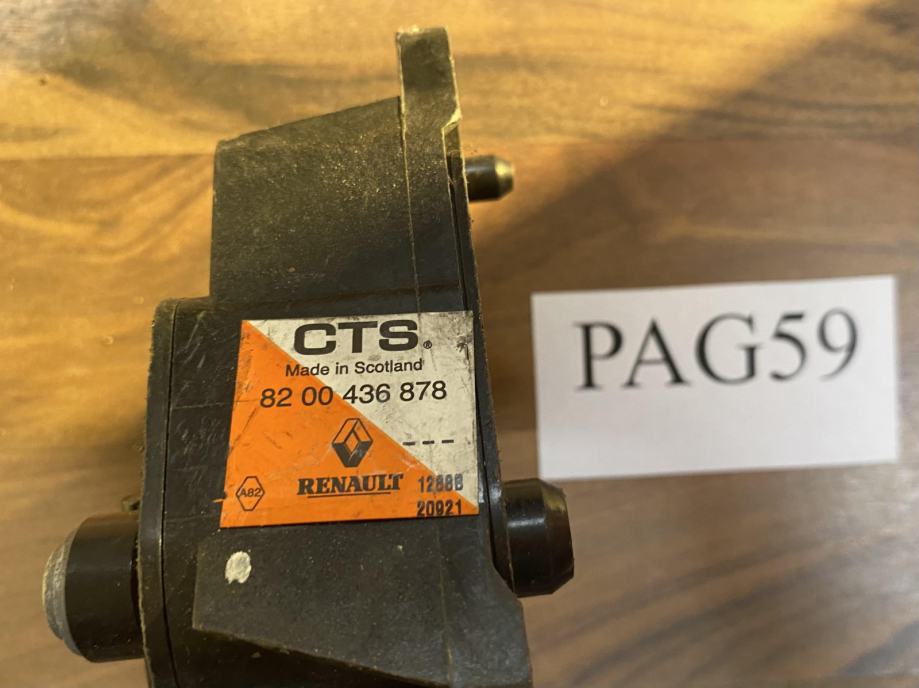 CTS®
Made in Scotland
82 00 436 878
---
A82
RENAULT
20921
PAG59